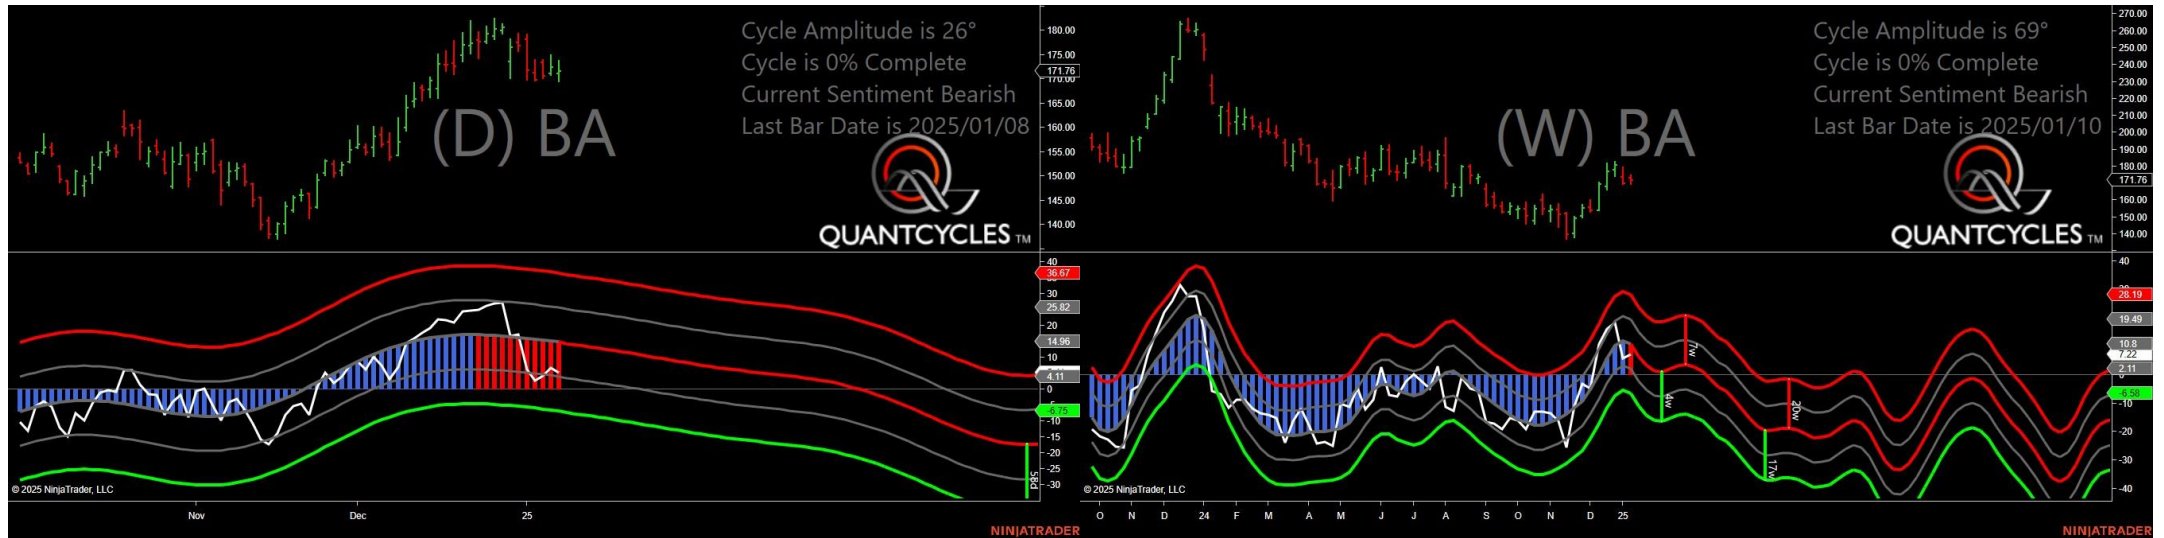 Cycle Amplitude is 26°
Cycle is 0% Complete
Current Sentiment Bearish
Last Bar Date is 2025/01/08
(D) BA
QUANTCYCLES TM
180.00
175.00
171.76
170.00
165.00
160.00
155.00
150.00
145.00
140.00
40
36.67
30
25.82
20
14.96
10
4.11
0
-6.75
-10
-15
-20
-25
-30
58d
© 2025 NinjaTrader, LLC
Nov
Dec
25
NINJATRADER
Cycle Amplitude is 69°
Cycle is 0% Complete
Current Sentiment Bearish
Last Bar Date is 2025/01/10
(W) BA
QUANTCYCLES TM
270.00
260.00
250.00
240.00
230.00
220.00
210.00
200.00
190.00
180.00
171.76
160.00
150.00
140.00
40
28.19
19.49
10.8
7.22
2.11
-6.58
-10
-20
-30
-40
7w
4w
20w
17w
© 2025 NinjaTrader, LLC
O N D 24 F M A M J J A S O N D 25
NINJATRADER